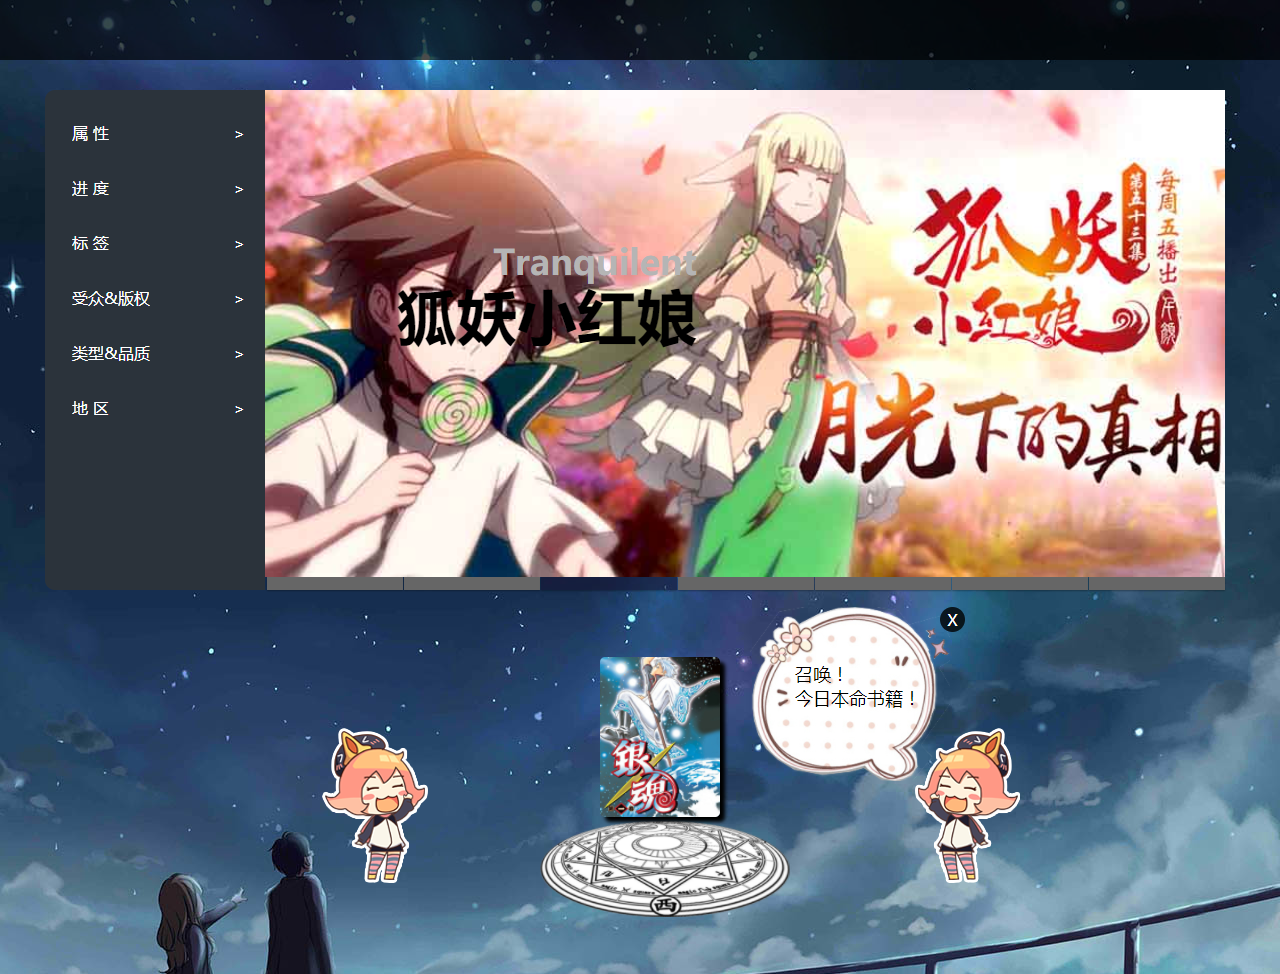 属 性 >
进 度 >
标 签 >
受众&版权 >
类型&品质 >
地 区 >
Tranquilent
狐妖小红娘
每周五播出
第五十三集
狐妖
小红娘
月光下的真相
X
召唤！
今日本命书籍！
银魂
西